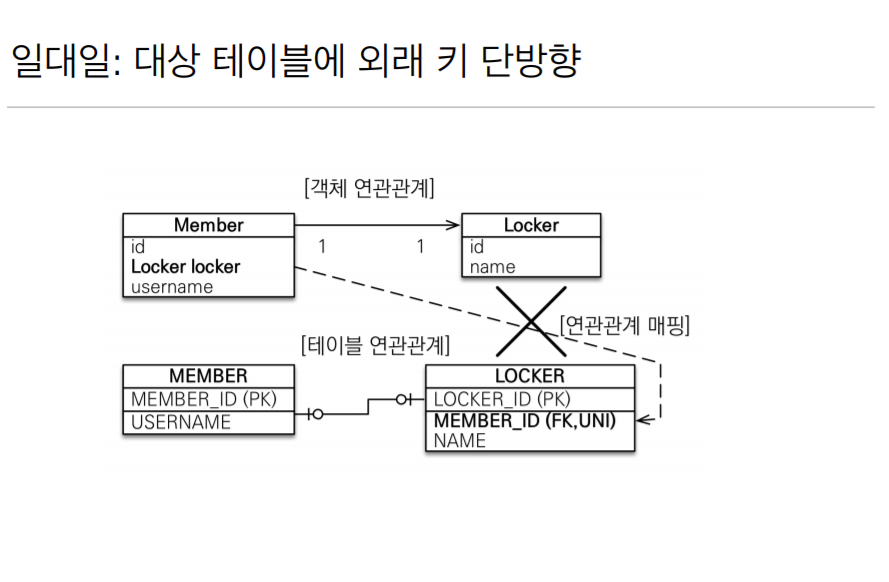 일대일: 대상 테이블에 외래 키 단방향
[객체 연관관계]
Member
id
Locker locker
username
1
1
Locker
id
name
[연관관계 매핑]
[테이블 연관관계]
MEMBER
MEMBER_ID (PK)
USERNAME
LOCKER
LOCKER_ID (PK)
MEMBER_ID (FK,UNI)
NAME